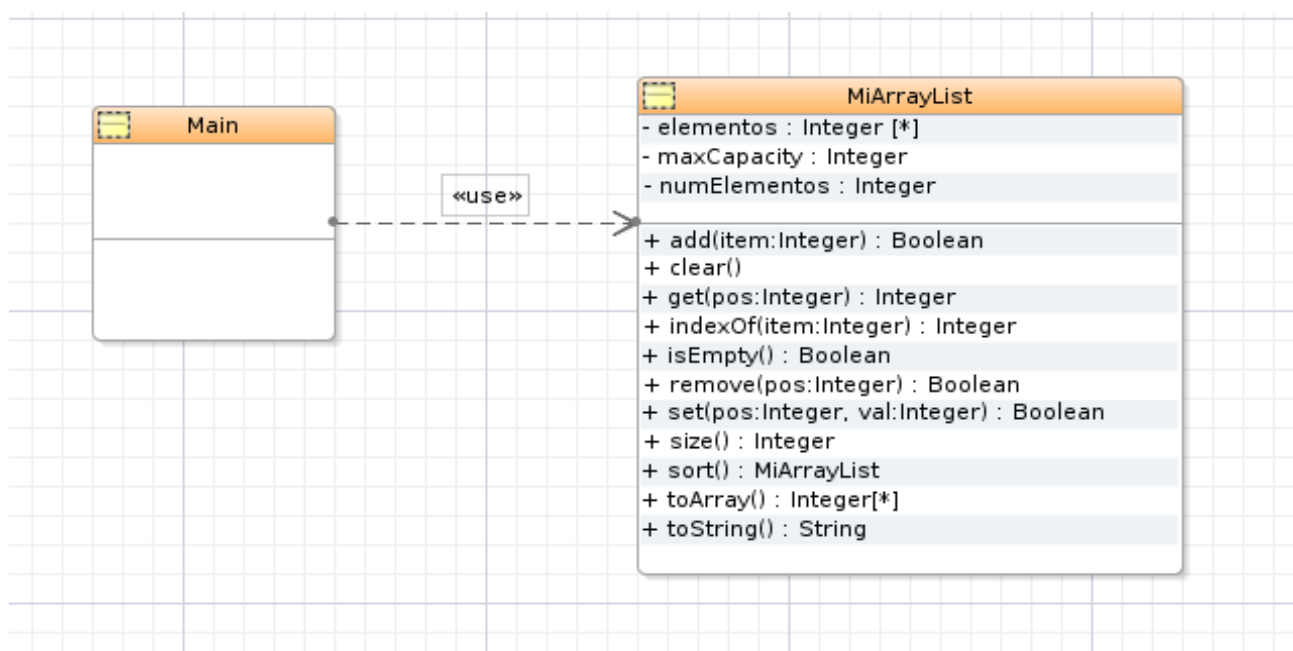 Main
«use»
MiArrayList
- elementos : Integer [*]
- maxCapacity : Integer
- numElementos : Integer
+ add(item:Integer) : Boolean
+ clear()
+ get(pos:Integer) : Integer
+ indexOf(item:Integer) : Integer
+ isEmpty() : Boolean
+ remove(pos:Integer) : Boolean
+ set(pos:Integer, val:Integer) : Boolean
+ size() : Integer
+ sort() : MiArrayList
+ toArray() : Integer[*]
+ toString() : String